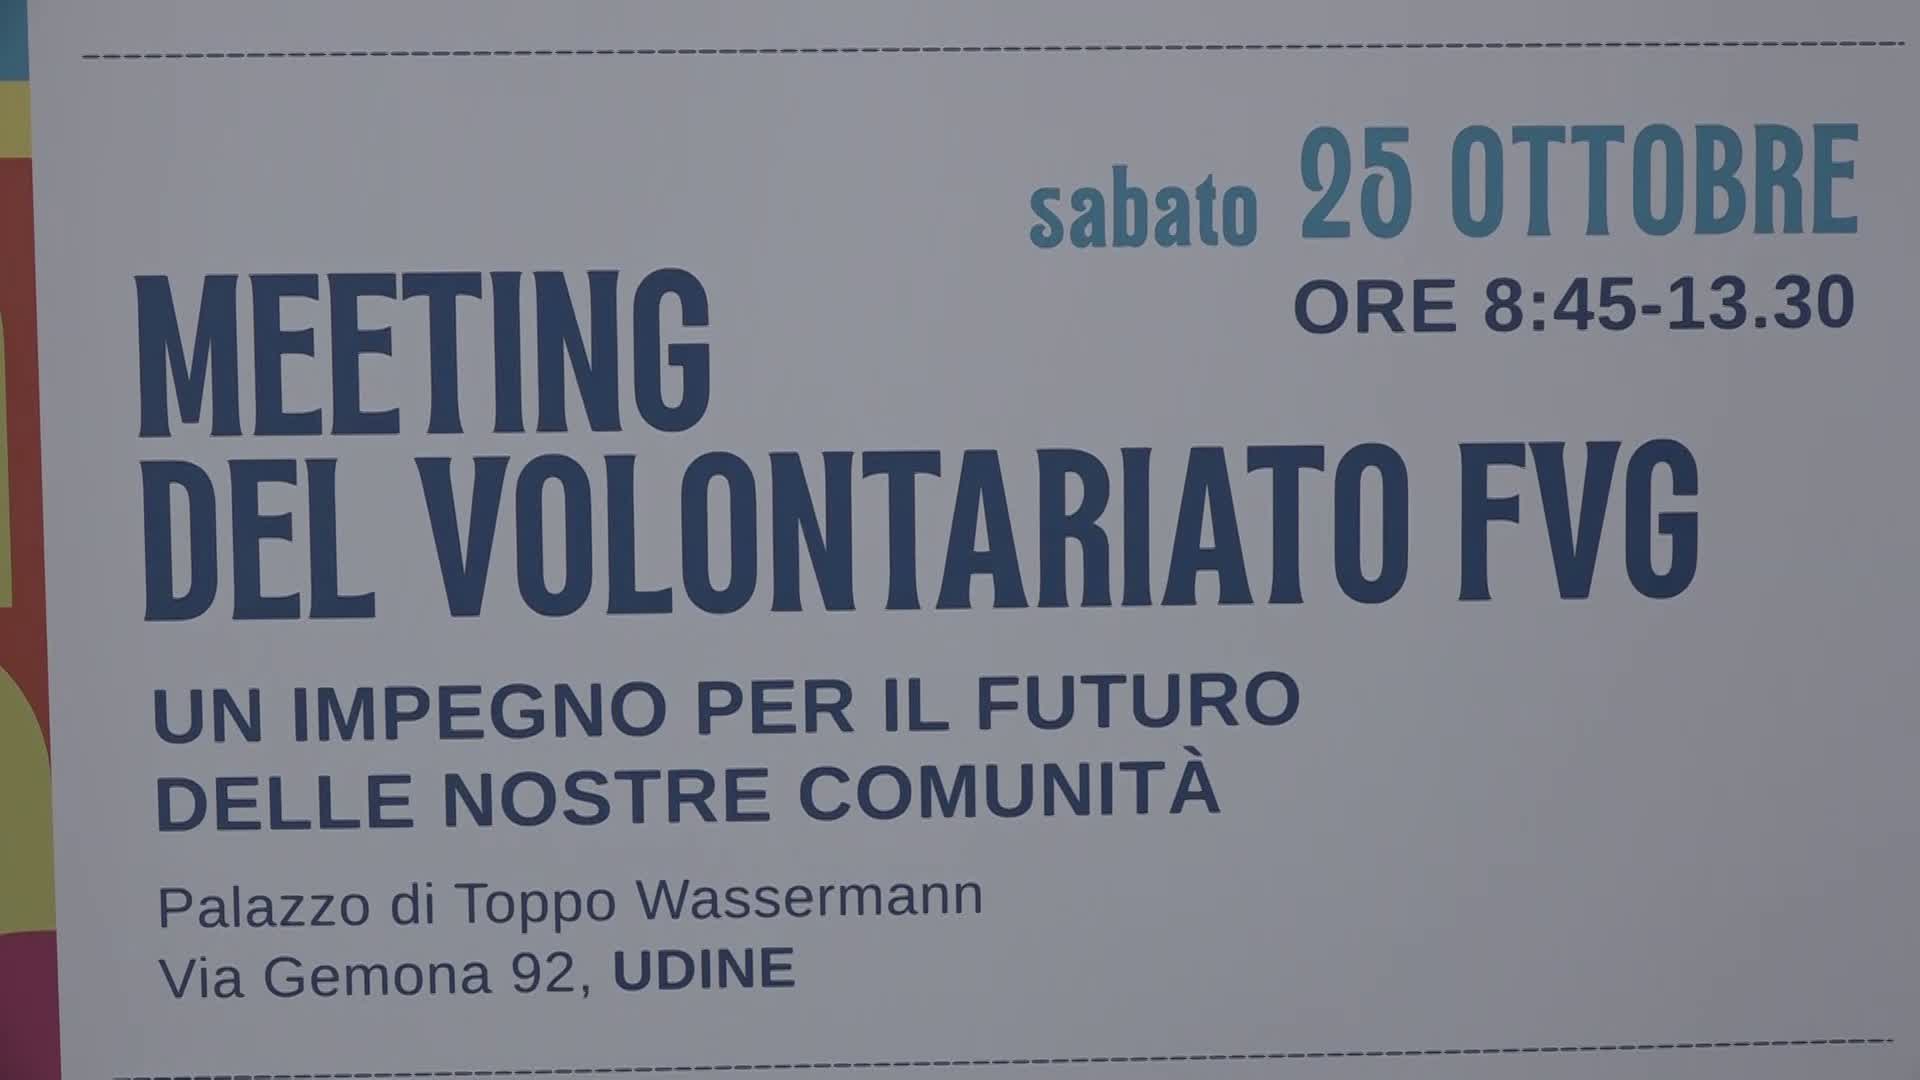 sabato 25 OTTOBRE
ORE 8:45-13.30
MEETING
DEL VOLONTARIATO FVG
UN IMPEGNO PER IL FUTURO
DELLE NOSTRE COMUNITÀ
Palazzo di Toppo Wassermann
Via Gemona 92, UDINE